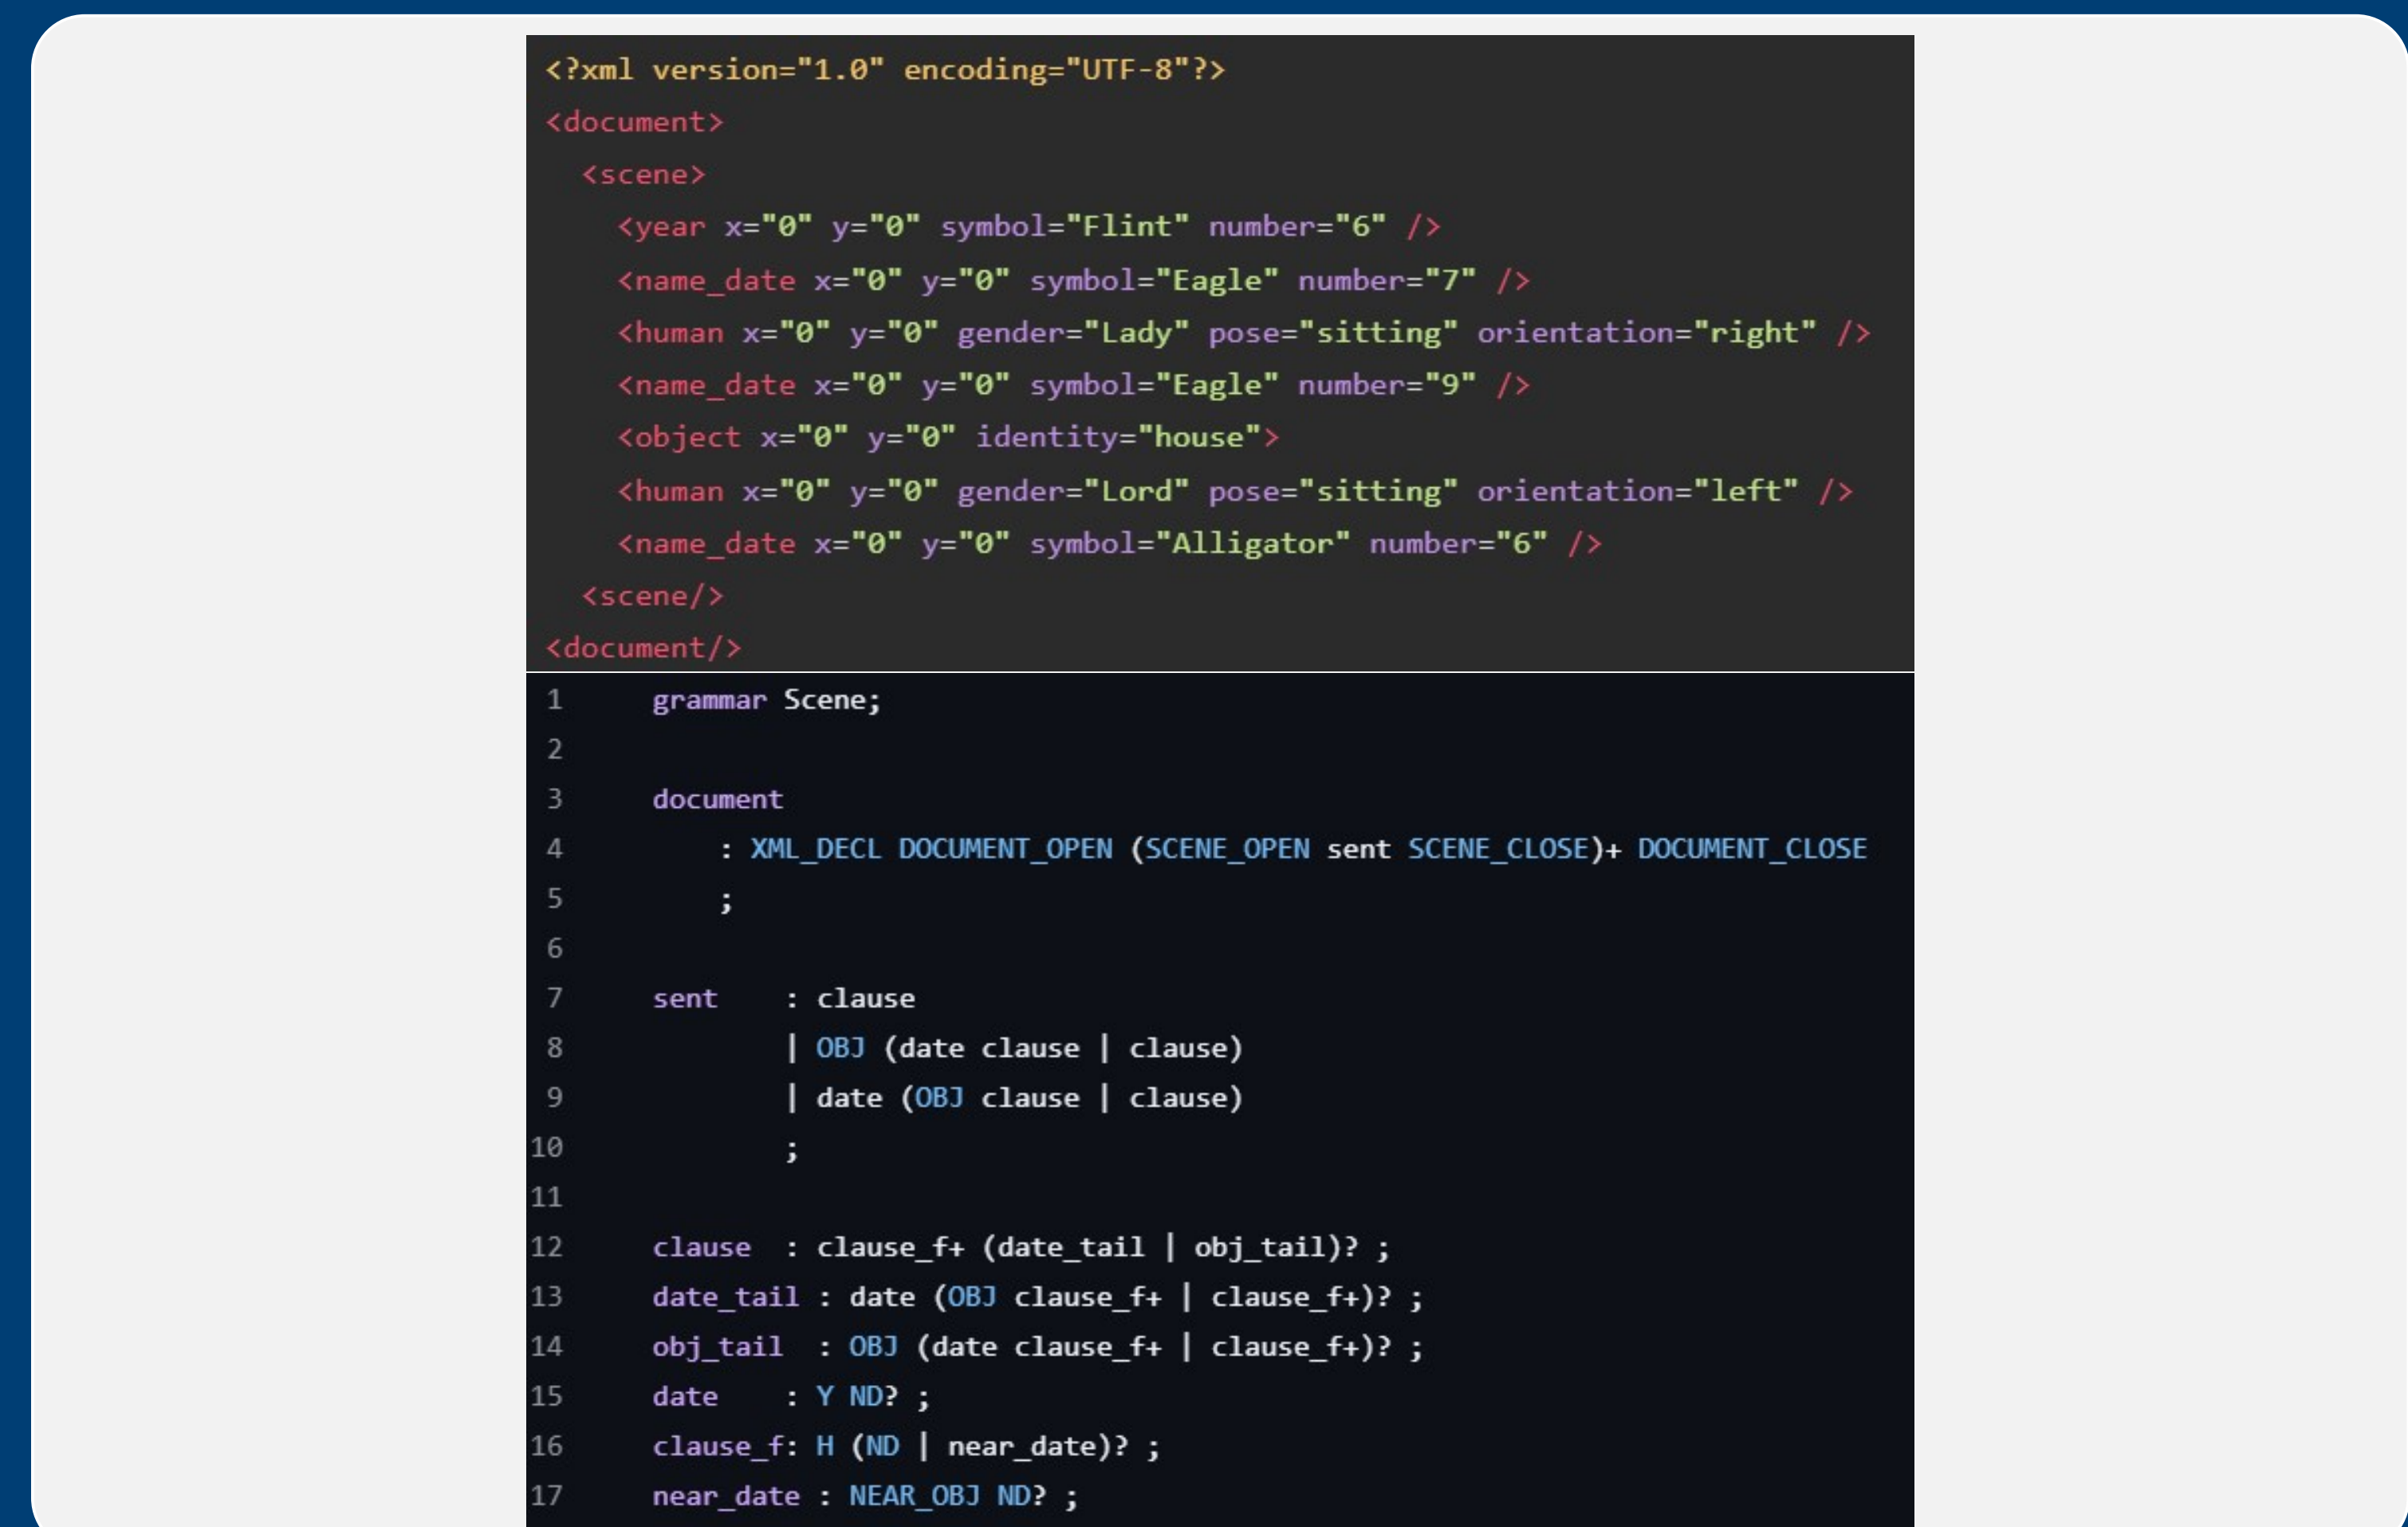 <?xml version="1.0" encoding="UTF-8"?>
<document>
<scene>
<year x="0" y="0" symbol="Flint" number="6" />
<name_date x="0" y="0" symbol="Eagle" number="7" />
<human x="0" y="0" gender="Lady" pose="sitting" orientation="right" />
<name_date x="0" y="0" symbol="Eagle" number="9" />
<object x="0" y="0" identity="house">
<human x="0" y="0" gender="Lord" pose="sitting" orientation="left" />
<name_date x="0" y="0" symbol="Alligator" number="6" />
<scene/>
<document/>
1 grammar Scene;
2
3 document
4 : XML_DECL DOCUMENT_OPEN (SCENE_OPEN sent SCENE_CLOSE)+ DOCUMENT_CLOSE
5 ;
6
7 sent : clause
8 | OBJ (date clause | clause)
9 | date (OBJ clause | clause)
10 ;
11
12 clause : clause_f+ (date_tail | obj_tail)? ;
13 date_tail : date (OBJ clause_f+ | clause_f+)? ;
14 obj_tail : OBJ (date clause_f+ | clause_f+)? ;
15 date : Y ND? ;
16 clause_f: H (ND | near_date)? ;
17 near_date : NEAR_OBJ ND? ;